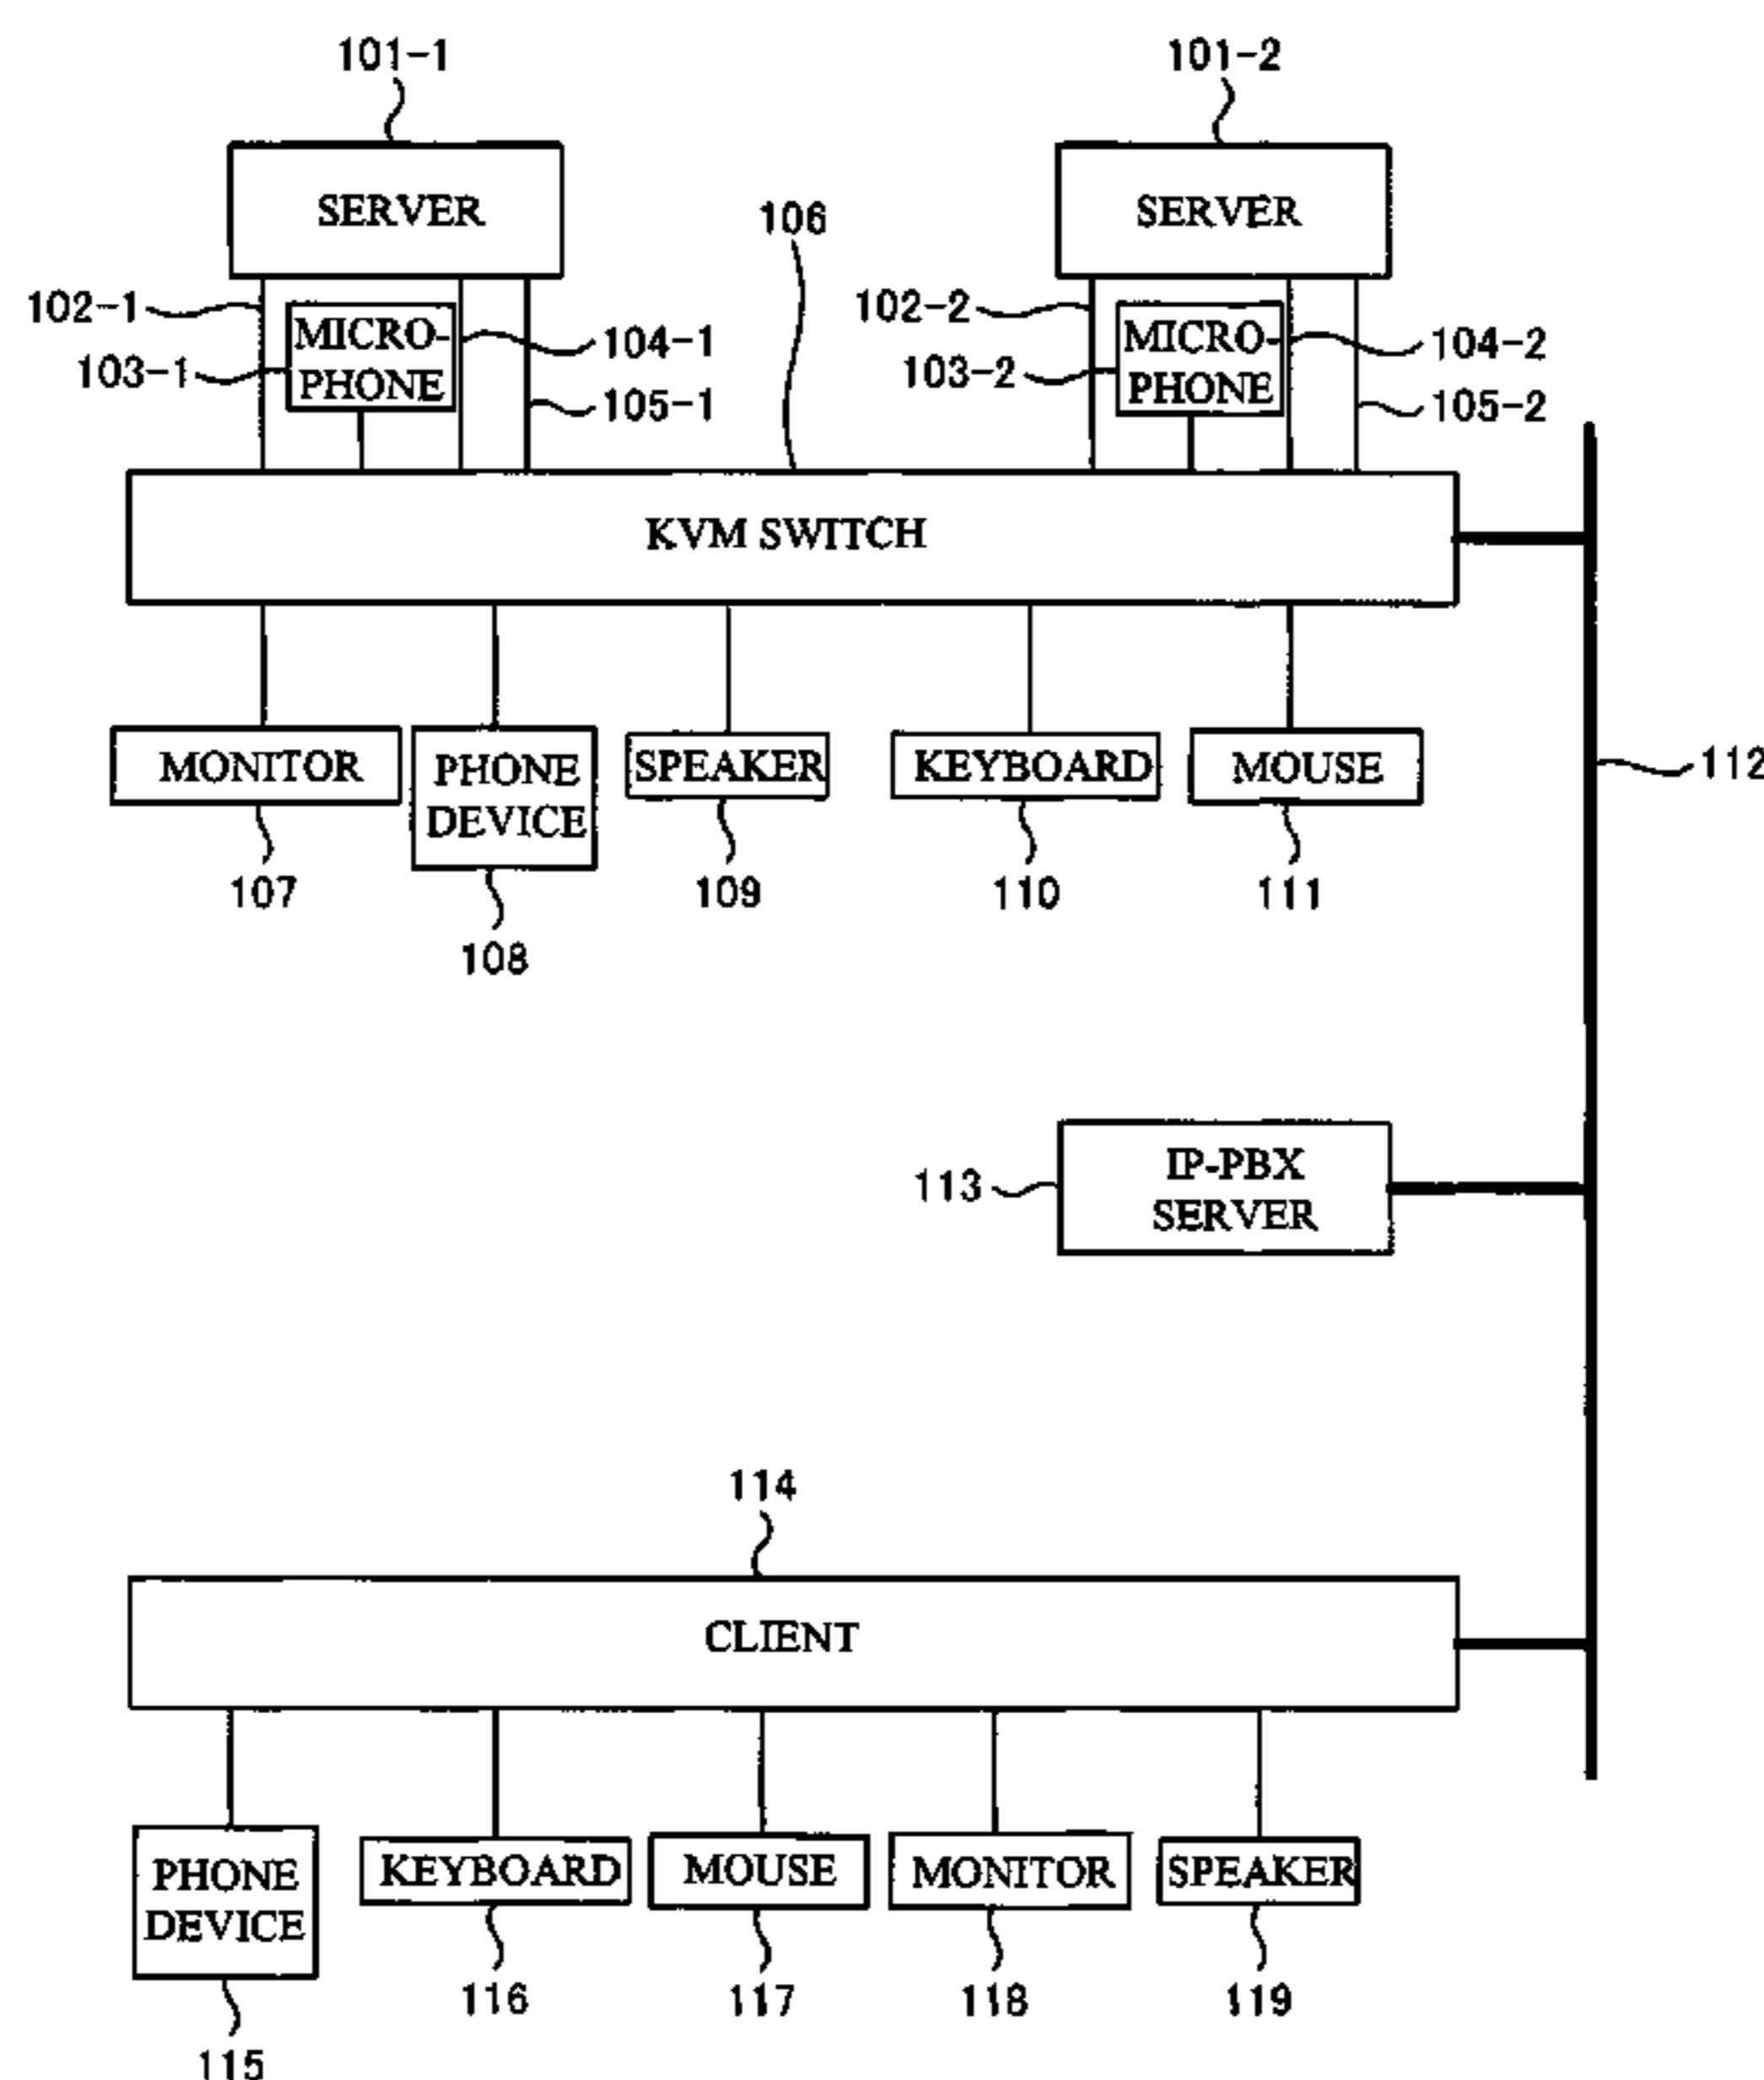 101-1
101-2
SERVER
SERVER
106
102-1
102-2
MICRO-
PHONE
MICRO-
PHONE
104-1
104-2
103-1
103-2
105-1
105-2
KVM SWITCH
MONITOR
PHONE
DEVICE
SPEAKER
KEYBOARD
MOUSE
112
107
108
109
110
111
113
IP-PBX
SERVER
114
CLIENT
PHONE
DEVICE
KEYBOARD
MOUSE
MONITOR
SPEAKER
115
116
117
118
119